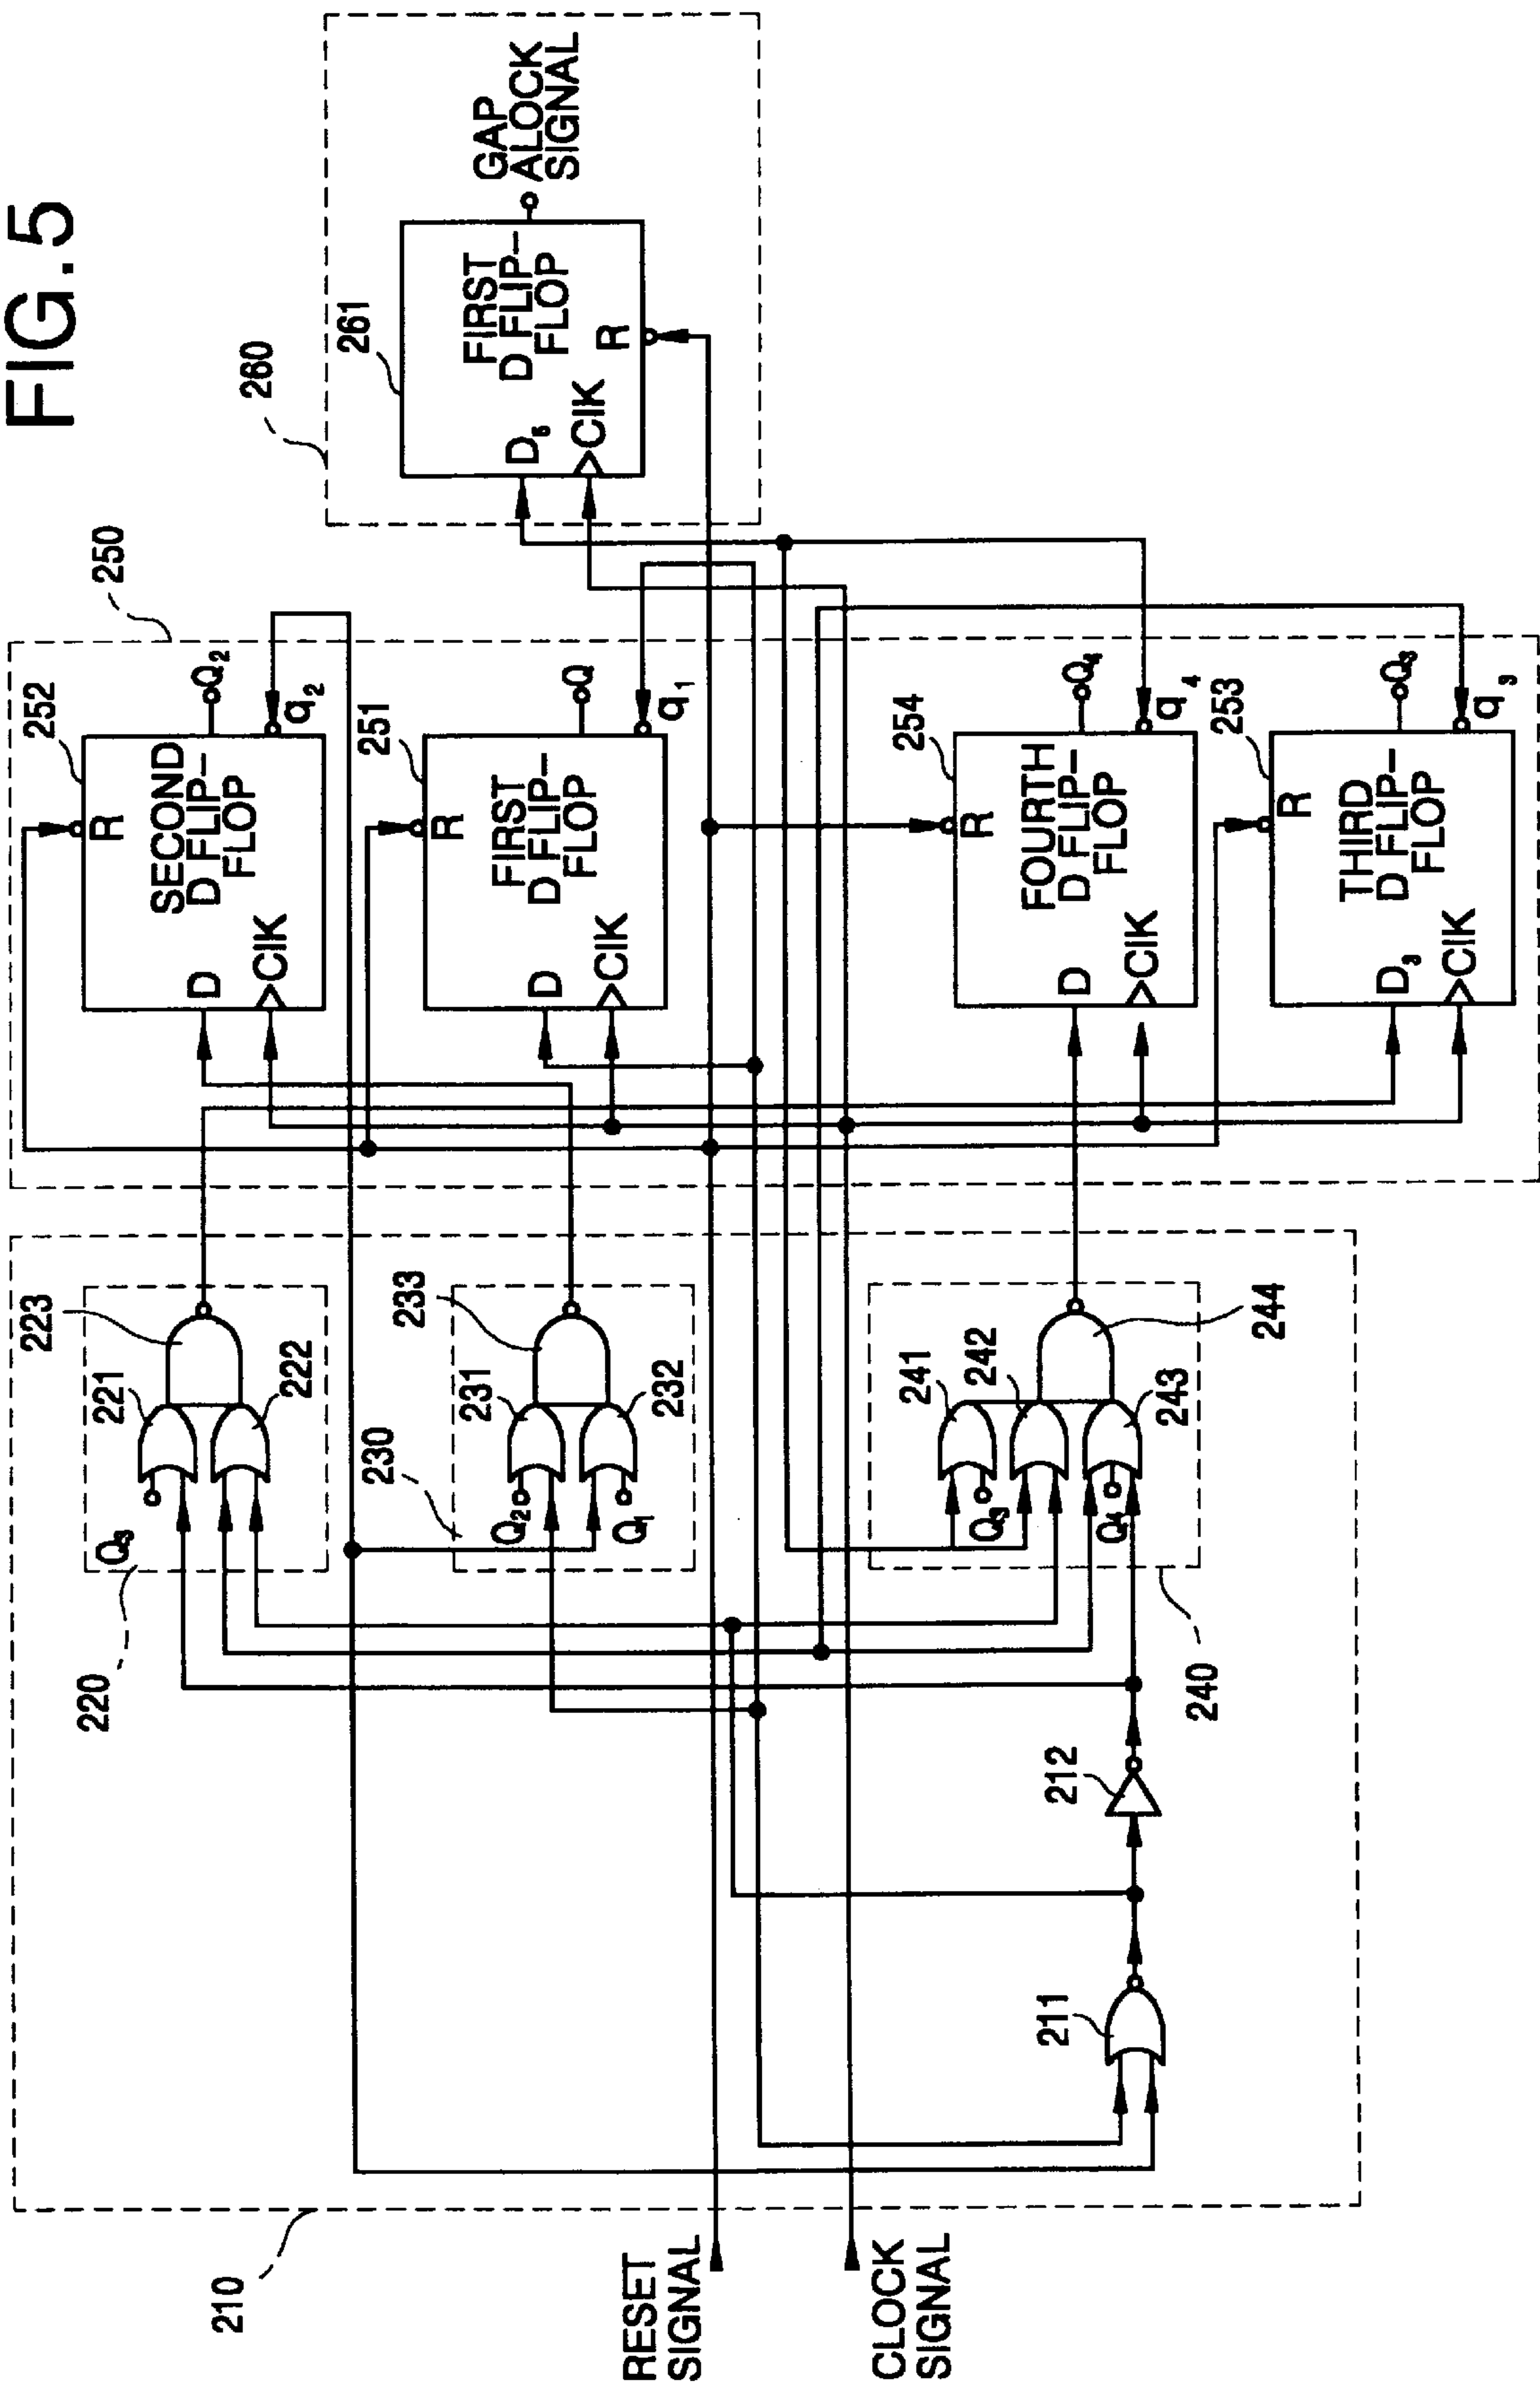 FIG.5
210
220
221
222
223
Q3
230
231
232
233
Q2
Q1
240
241
242
243
244
Q3
Q4
211
212
RESET
SIGNAL
CLOCK
SIGNAL
250
252
R
SECOND
D FLIP-
FLOP
D
CIK
Q2
q2
251
R
FIRST
D FLIP-
FLOP
D
CIK
Q
q1
254
R
FOURTH
D FLIP-
FLOP
D
CIK
Q4
q4
253
R
THIRD
D FLIP-
FLOP
D3
CIK
Q3
q3
260
261
FIRST
D FLIP-
FLOP
D5
CIK
R
GAP
ALOCK
SIGNAL